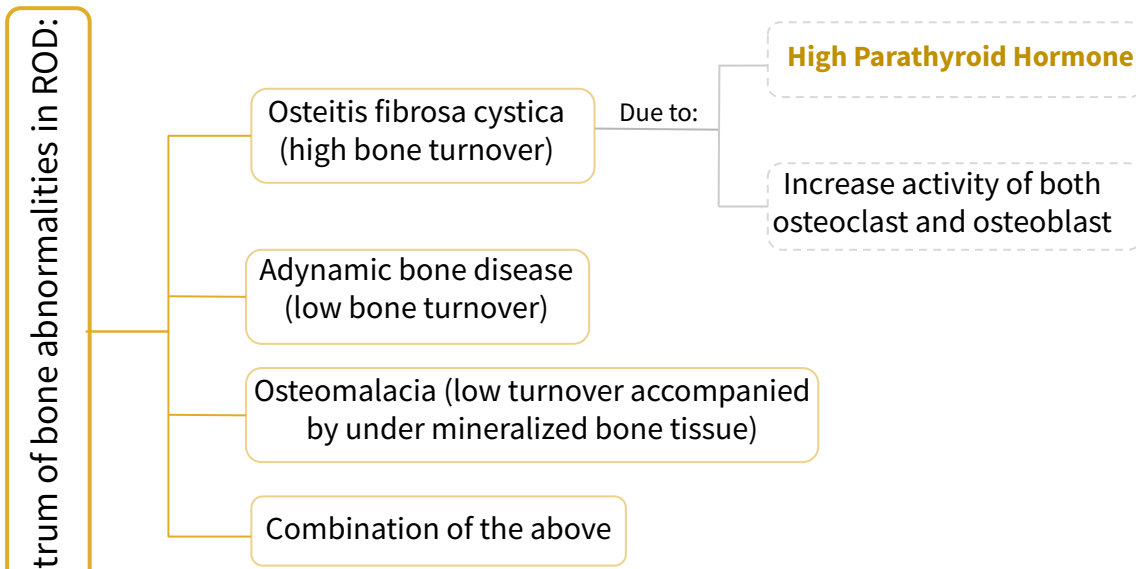 trum of bone abnormalities in ROD:
Osteitis fibrosa cystica
(high bone turnover)
Due to:
High Parathyroid Hormone
Increase activity of both
osteoclast and osteoblast
Adynamic bone disease
(low bone turnover)
Osteomalacia (low turnover accompanied
by under mineralized bone tissue)
Combination of the above